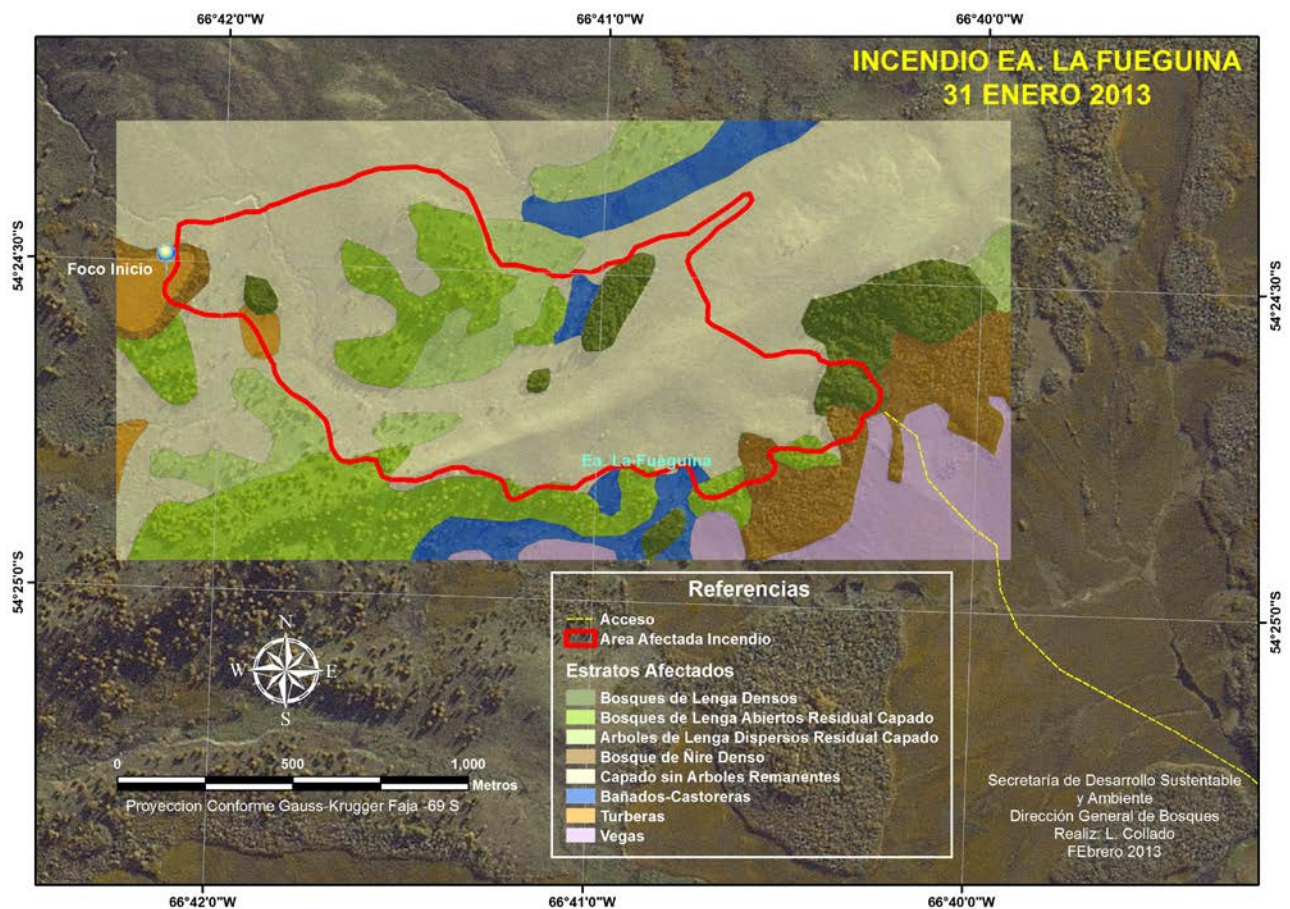 66°42'0"W
66°41'0"W
66°40'0"W
INCENDIO EA. LA FUEGUINA
31 ENERO 2013
54°24'30"S
54°24'30"S
Foco Inicio
Ea. La Fueguina
54°25'0"S
54°25'0"S
Referencias
Acceso
Area Afectada Incendio
Estratos Afectados
Bosques de Lenga Densos
Bosques de Lenga Abiertos Residual Capado
Arboles de Lenga Dispersos Residual Capado
Bosque de Ñire Denso
Capado sin Arboles Remanentes
Bañados-Castoreras
Turberas
Vegas
N
W
E
S
0
500
1,000
Metros
Proyeccion Conforme Gauss-Krugger Faja -69 S
Secretaría de Desarrollo Sustentable
y Ambiente
Dirección General de Bosques
Realiz: L. Collado
FEbrero 2013
66°42'0"W
66°41'0"W
66°40'0"W